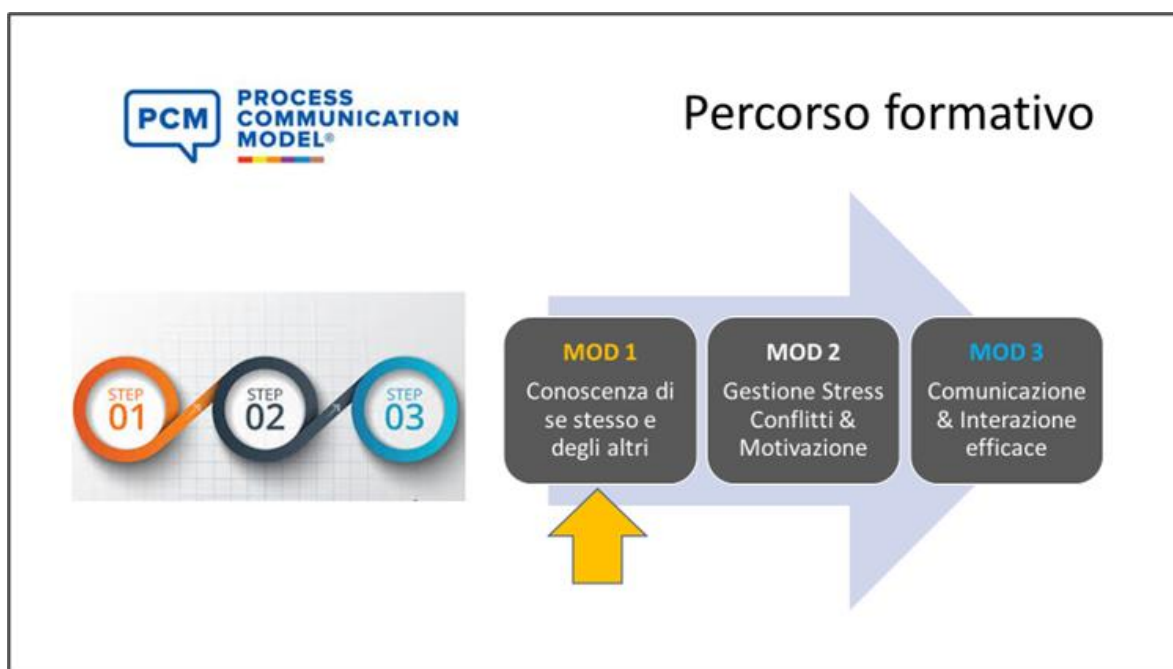 PCM
PROCESS
COMMUNICATION
MODEL®
Percorso formativo
STEP
01
STEP
02
STEP
03
MOD 1
Conoscenza di
se stesso e
degli altri
MOD 2
Gestione Stress
Conflitti &
Motivazione
MOD 3
Comunicazione
& Interazione
efficace